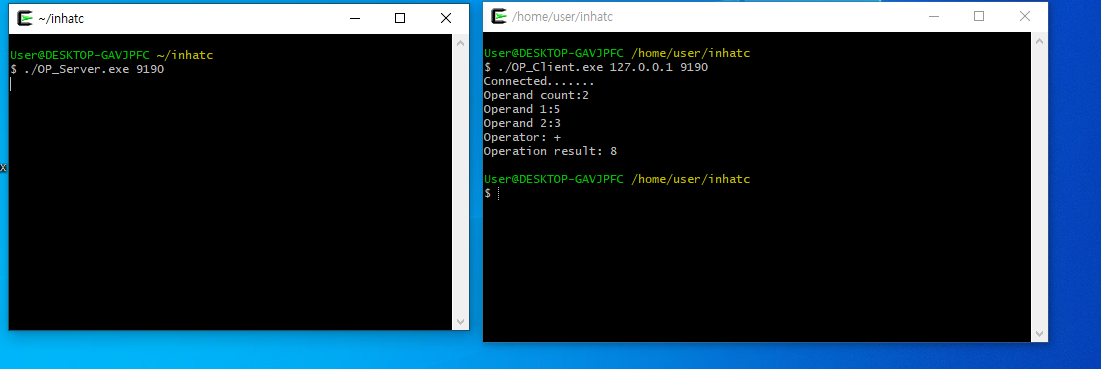 ~/inhatc
User@DESKTOP-GAVJPFC ~/inhatc
$ ./OP_Server.exe 9190
x
/home/user/inhatc
User@DESKTOP-GAVJPFC /home/user/inhatc
$ ./OP_Client.exe 127.0.0.1 9190
Connected.......
Operand count:2
Operand 1:5
Operand 2:3
Operator: +
Operation result: 8
User@DESKTOP-GAVJPFC /home/user/inhatc
$